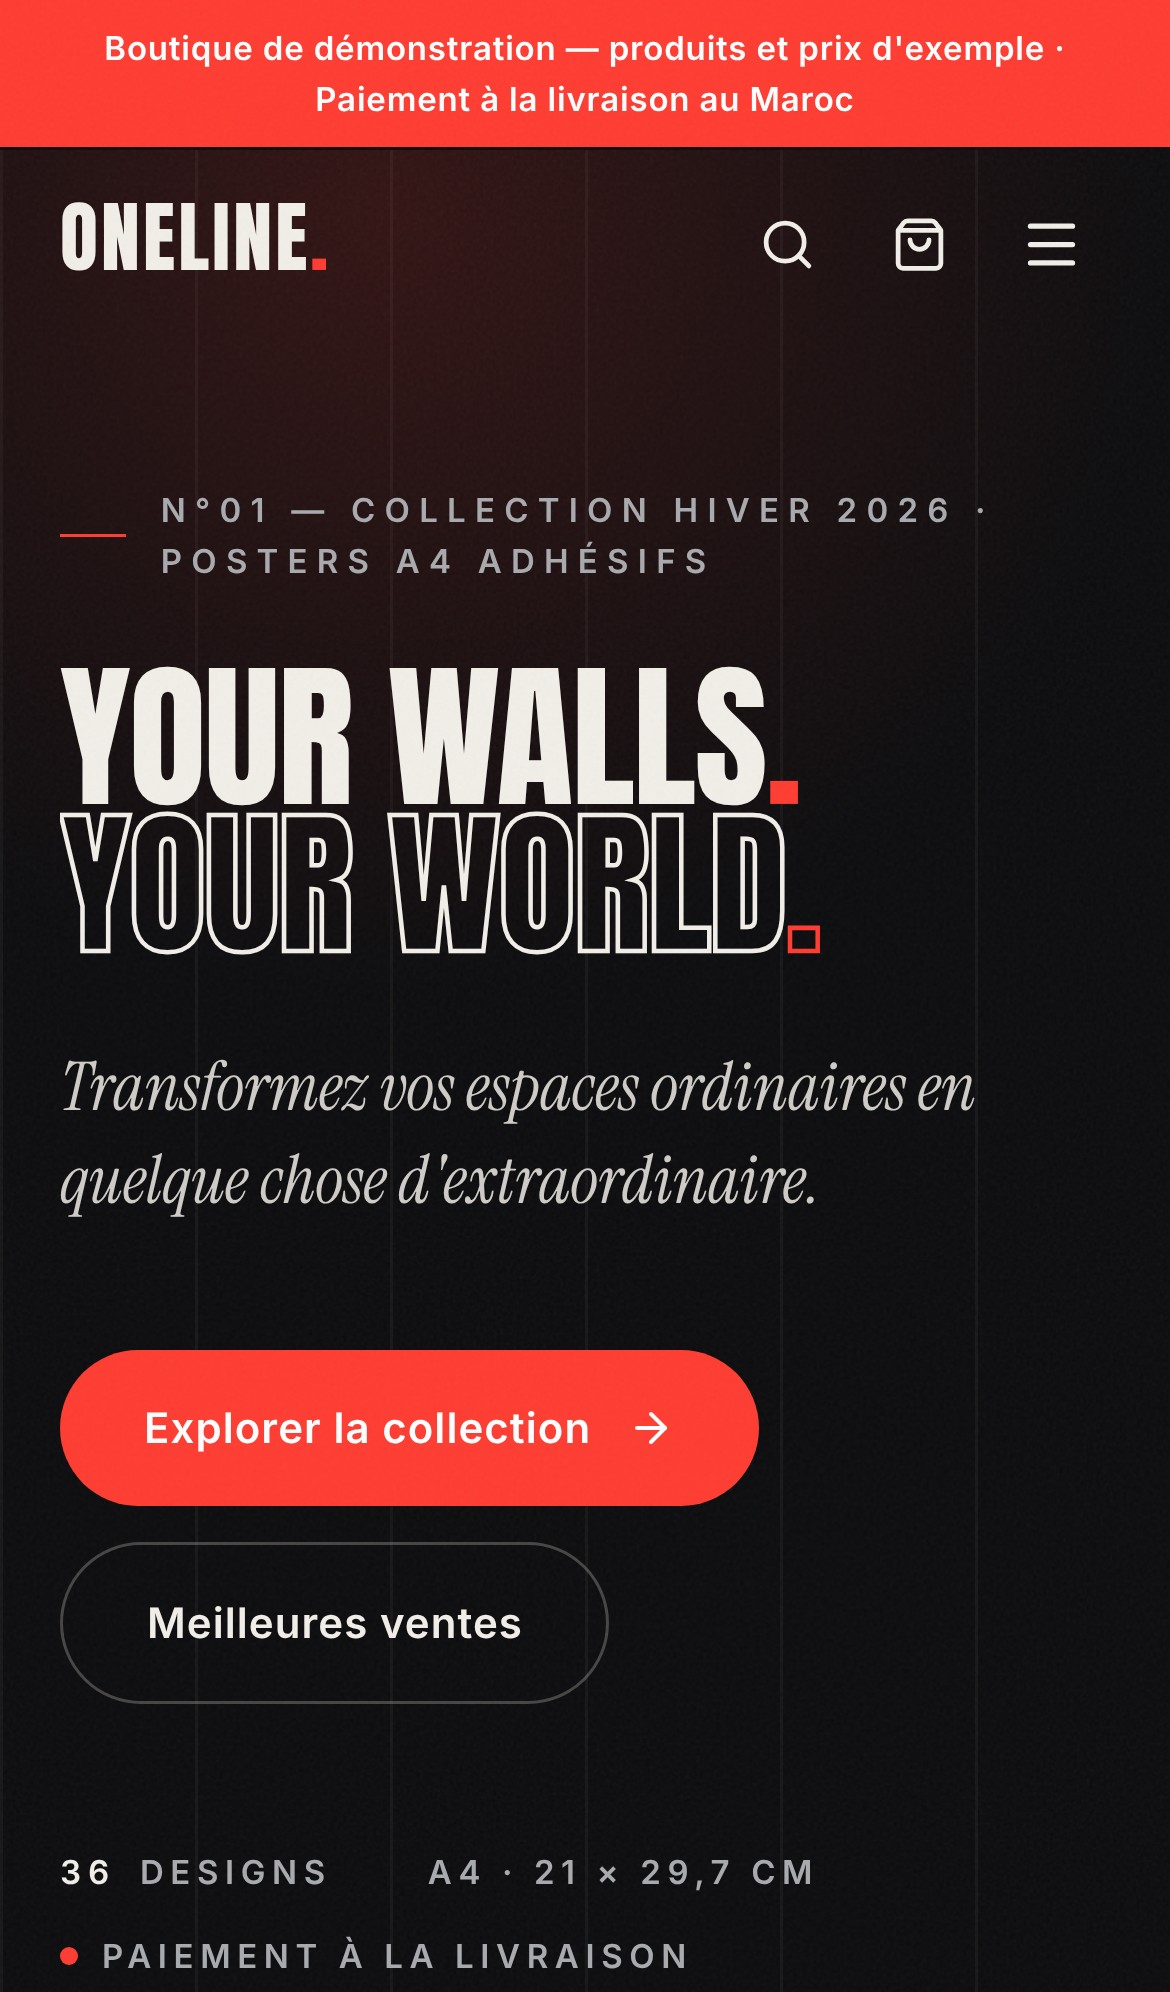 Boutique de démonstration — produits et prix d'exemple ·
Paiement à la livraison au Maroc
ONELINE.
N°01 — COLLECTION HIVER 2026 ·
POSTERS A4 ADHÉSIFS
YOUR WALLS.
YOUR WORLD.
Transformez vos espaces ordinaires en
quelque chose d'extraordinaire.
Explorer la collection →
Meilleures ventes
36 DESIGNS A4 · 21 × 29,7 CM
PAIEMENT À LA LIVRAISON